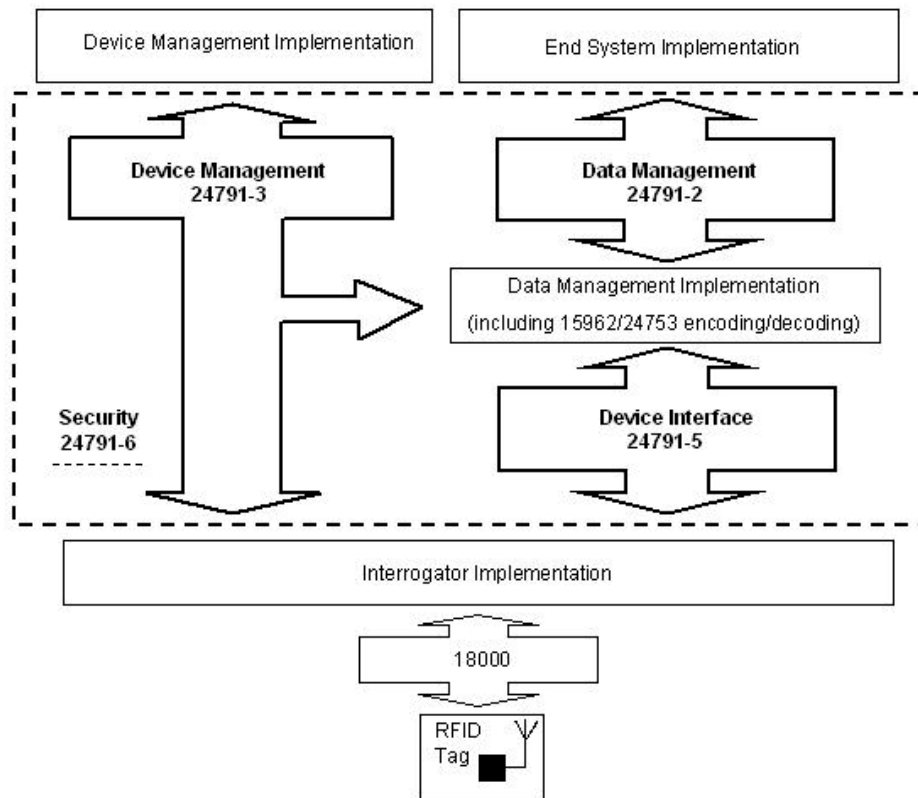 Device Management Implementation
End System Implementation
Device Management
24791-3
Data Management
24791-2
Data Management Implementation
(including 15962/24753 encoding/decoding)
Security
24791-6
Device Interface
24791-5
Interrogator Implementation
18000
RFID
Tag